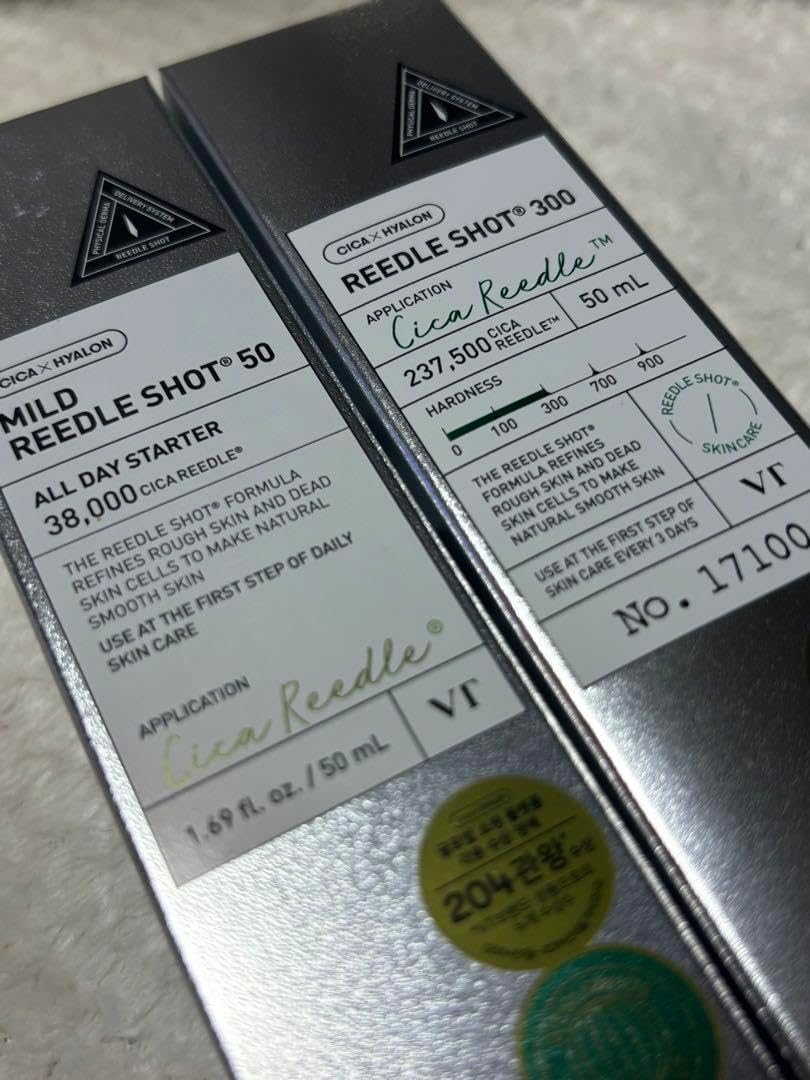 PHYSICAL DERMA
DELIVERY SYSTEM
REEDLE SHOT
CICA X HYALON
MILD
REEDLE SHOT® 50
ALL DAY STARTER
38,000 CICA REEDLE®
THE REEDLE SHOT® FORMULA
REFINES ROUGH SKIN AND DEAD
SKIN CELLS TO MAKE NATURAL
SMOOTH SKIN
USE AT THE FIRST STEP OF DAILY
SKIN CARE
APPLICATION
Cica Reedle®
1.69 fl. oz. / 50 mL
VT
204관왕
PHYSICAL DERMA
DELIVERY SYSTEM
REEDLE SHOT
CICA X HYALON
REEDLE SHOT® 300
APPLICATION
Cica Reedle™
50 mL
237,500 CICA
REEDLE™
HARDNESS
0 100 300 700 900
THE REEDLE SHOT®
FORMULA REFINES
ROUGH SKIN AND DEAD
SKIN CELLS TO MAKE
NATURAL SMOOTH SKIN
REEDLE SHOT®
SKINCARE
USE AT THE FIRST STEP OF
SKIN CARE EVERY 3 DAYS
VT
No. 17100